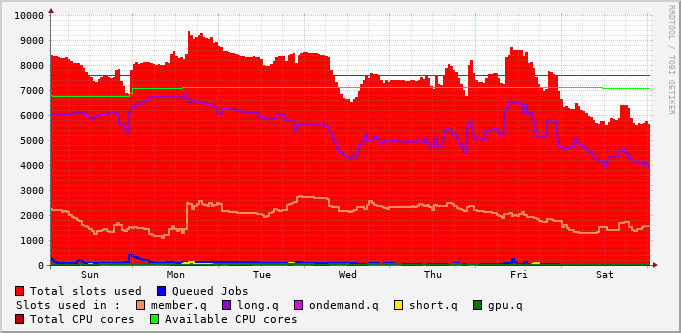 10000
9000
8000
7000
6000
5000
4000
3000
2000
1000
0
Sun Mon Tue Wed Thu Fri Sat
RRDTOOL / TOBI OETIKER
Total slots used Queued Jobs
Slots used in : member.q long.q ondemand.q short.q gpu.q
Total CPU cores Available CPU cores